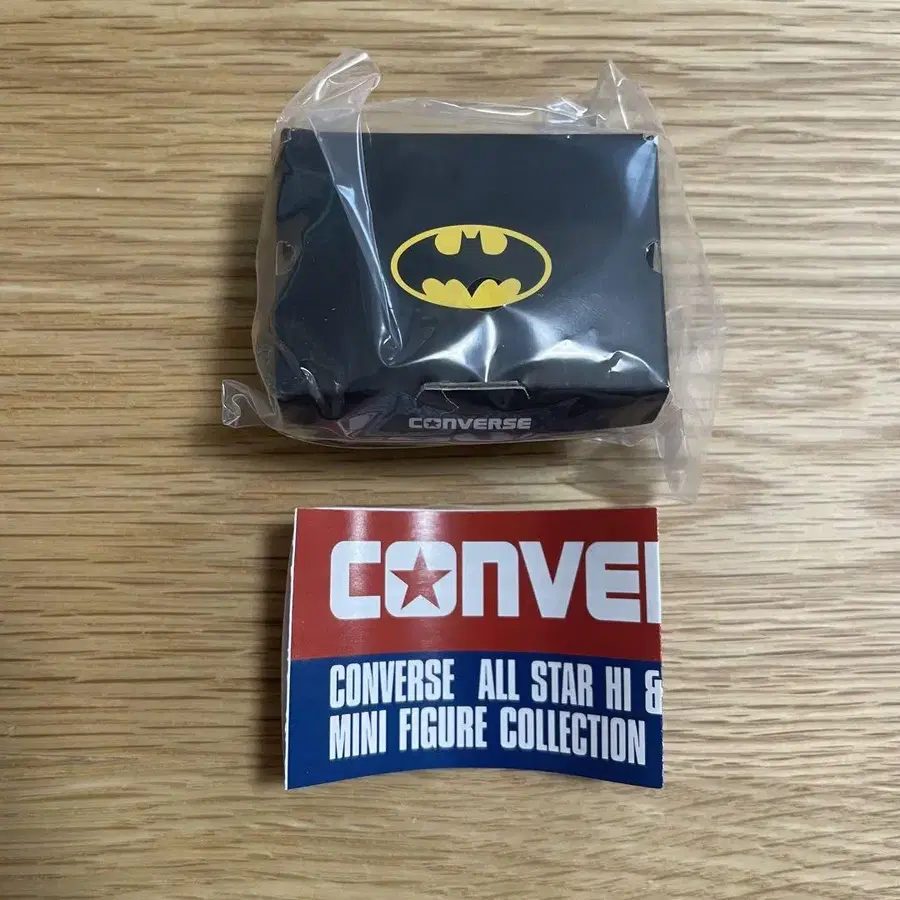 CONVERSE
CONVE
CONVERSE ALL STAR HI &
MINI FIGURE COLLECTION